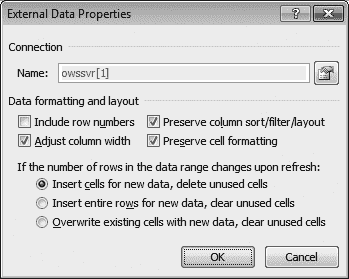 External Data Properties
Connection
Name: owssvr[1]
Data formatting and layout
Include row numbers Preserve column sort/filter/layout
Adjust column width Preserve cell formatting
If the number of rows in the data range changes upon refresh:
Insert cells for new data, delete unused cells
Insert entire rows for new data, clear unused cells
Overwrite existing cells with new data, clear unused cells
OK Cancel